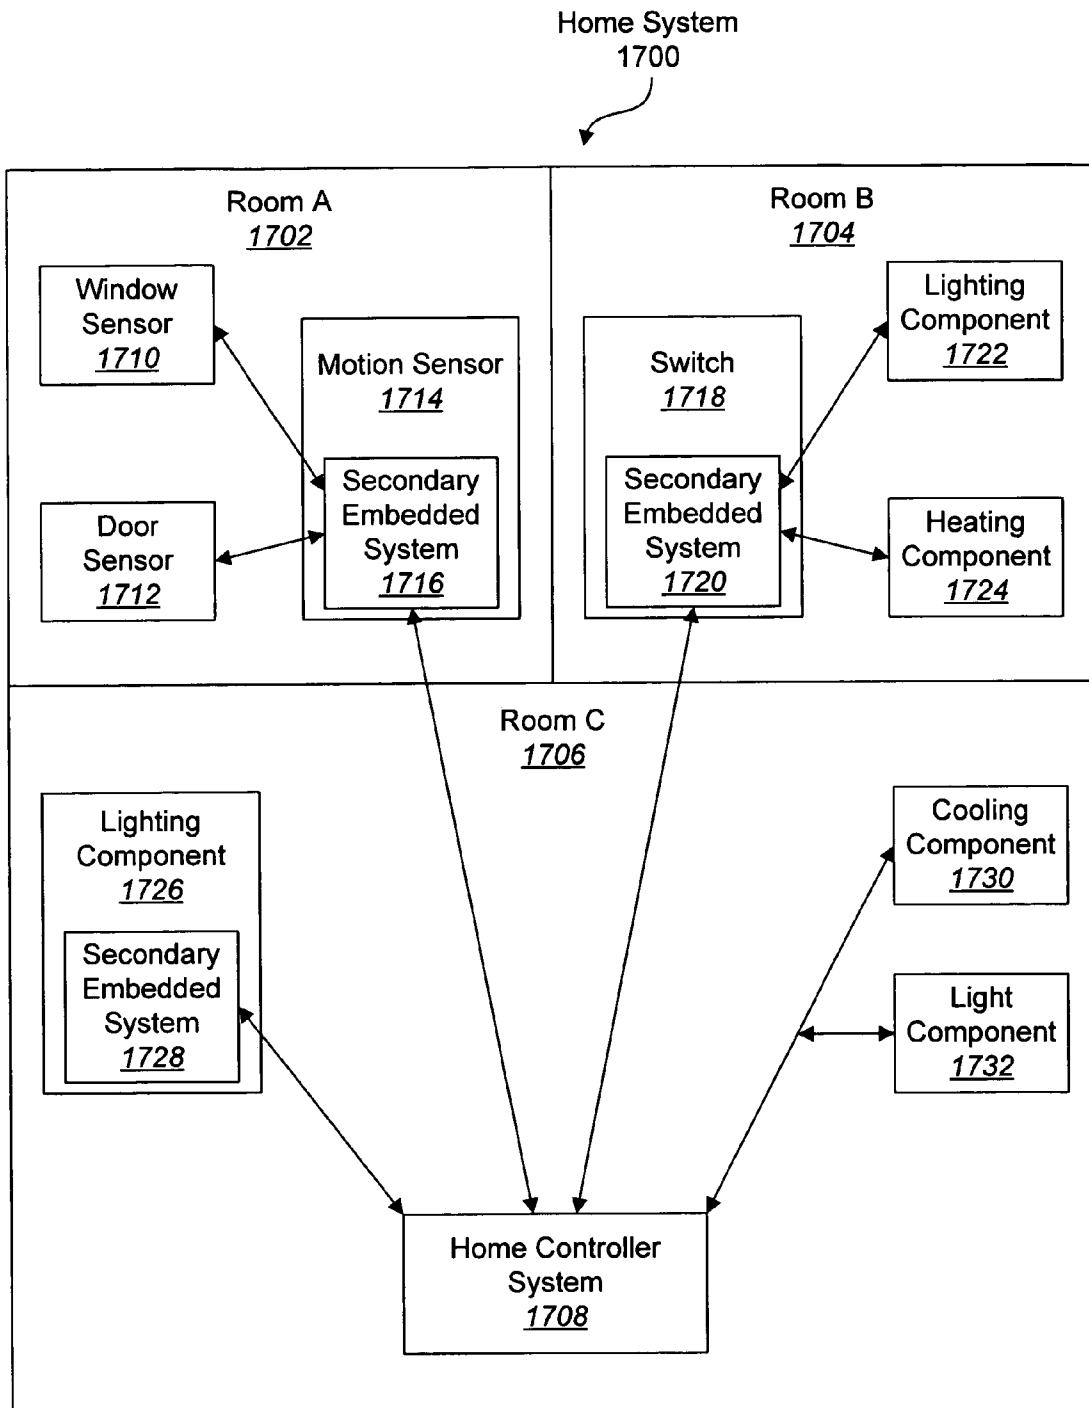 Home System
1700
Room A
1702
Room B
1704
Window
Sensor
1710
Motion Sensor
1714
Secondary
Embedded
System
1716
Door
Sensor
1712
Switch
1718
Secondary
Embedded
System
1720
Lighting
Component
1722
Heating
Component
1724
Room C
1706
Lighting
Component
1726
Secondary
Embedded
System
1728
Cooling
Component
1730
Light
Component
1732
Home Controller
System
1708